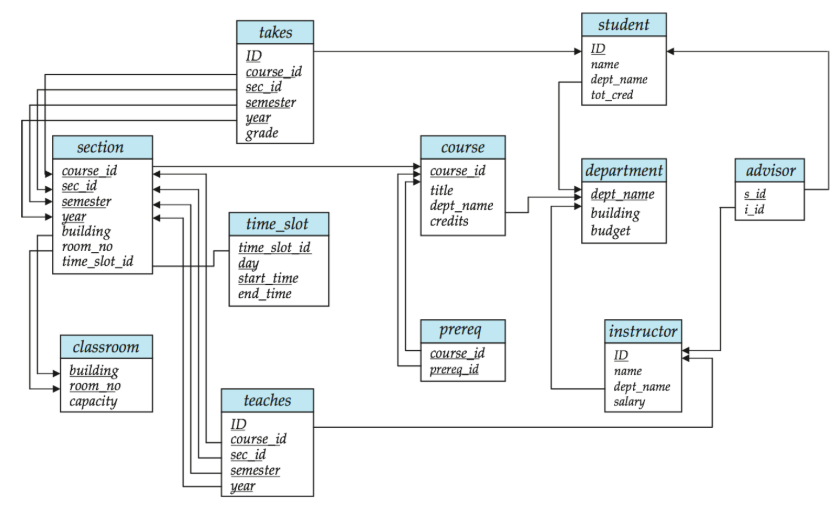 takes
ID
course_id
sec_id
semester
year
grade
student
ID
name
dept_name
tot_cred
section
course_id
sec_id
semester
year
building
room_no
time_slot_id
course
course_id
title
dept_name
credits
department
dept_name
building
budget
advisor
s_id
i_id
time_slot
time_slot_id
day
start_time
end_time
prereq
course_id
prereq_id
instructor
ID
name
dept_name
salary
classroom
building
room_no
capacity
teaches
ID
course_id
sec_id
semester
year